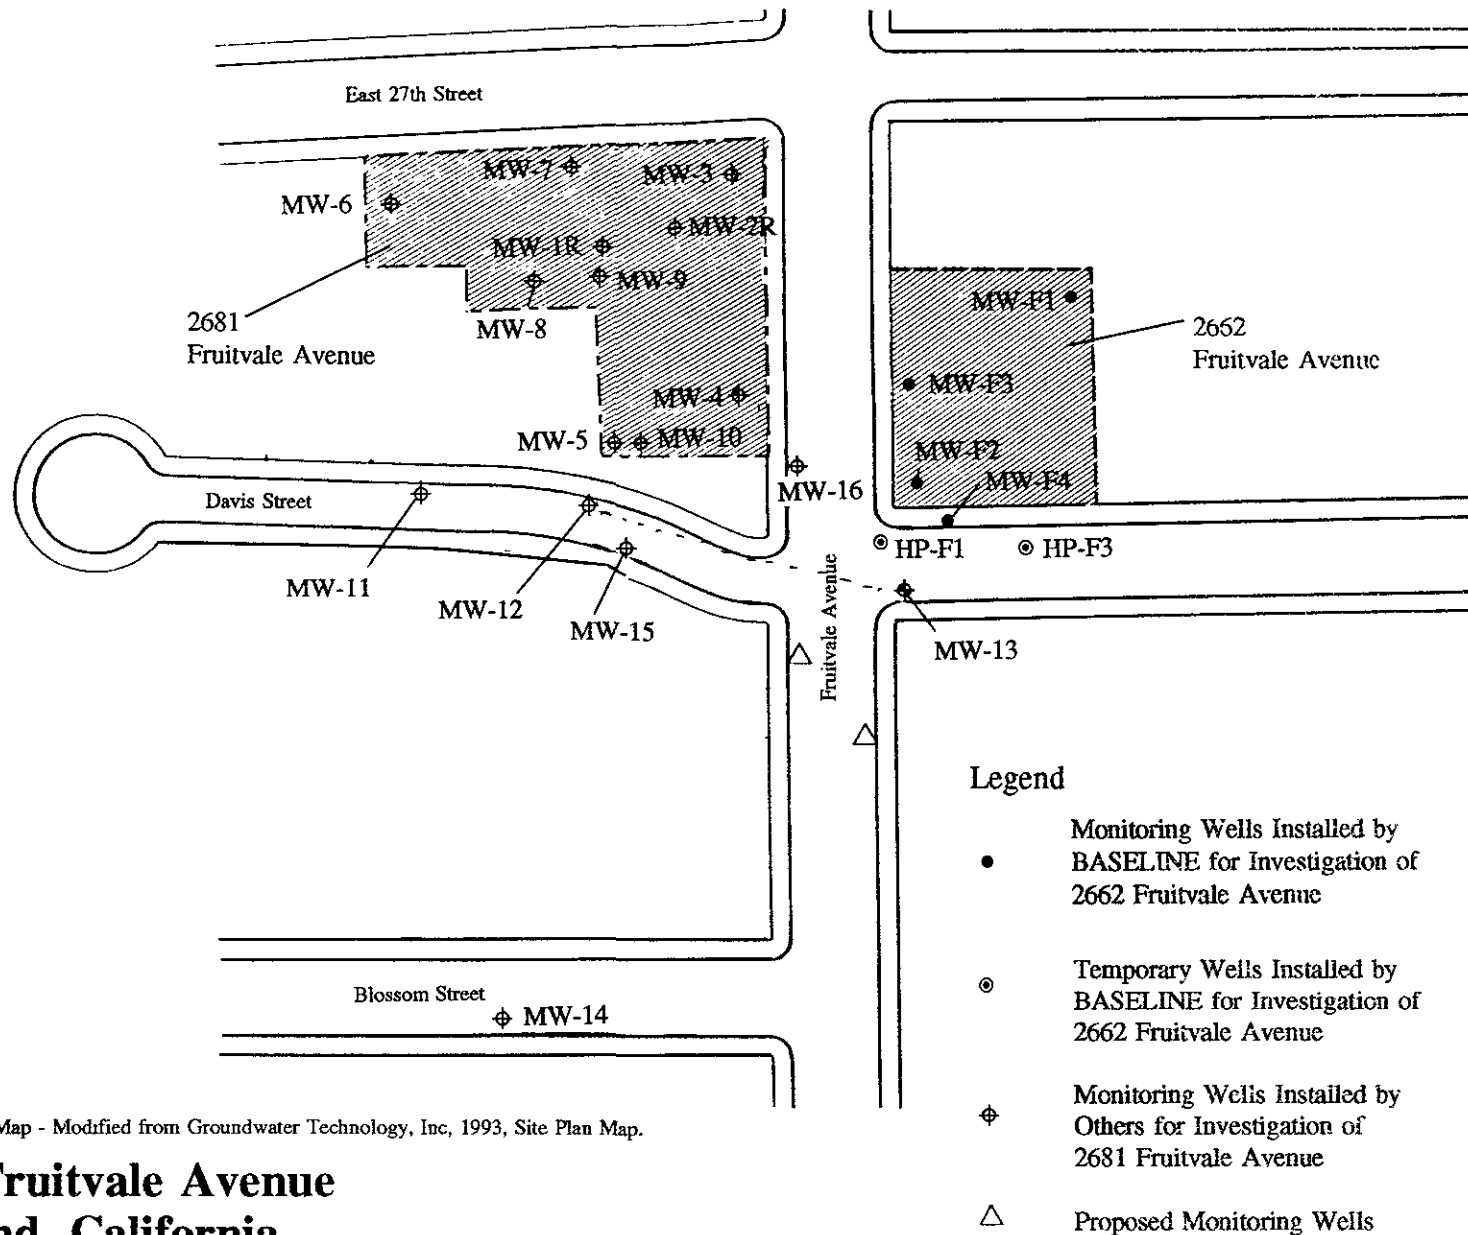 East 27th Street
MW-7
MW-3
MW-6
MW-2R
MW-1R
MW-9
MW-8
2681
Fruitvale Avenue
MW-F1
2662
Fruitvale Avenue
MW-F3
MW-4
MW-5
MW-10
MW-F2
MW-F4
MW-16
Davis Street
HP-F1
HP-F3
MW-11
MW-12
MW-15
Fruitvale Avenue
MW-13
Legend
Monitoring Wells Installed by
BASELINE for Investigation of
2662 Fruitvale Avenue
Temporary Wells Installed by
BASELINE for Investigation of
2662 Fruitvale Avenue
Blossom Street
MW-14
Monitoring Wells Installed by
Others for Investigation of
2681 Fruitvale Avenue
Proposed Monitoring Wells
Map - Modified from Groundwater Technology, Inc, 1993, Site Plan Map.
Fruitvale Avenue
nd, California